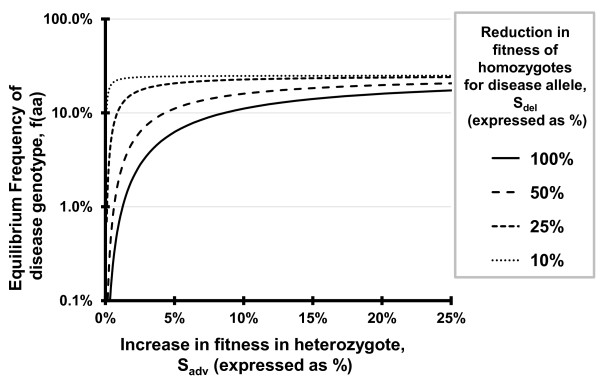 100.0%
10.0%
1.0%
0.1%
Equilibrium Frequency of
disease genotype, f(aa)
0%
5%
10%
15%
20%
25%
Increase in fitness in heterozygote,
Sadv (expressed as %)
Reduction in
fitness of
homozygotes
for disease allele,
Sdel
(expressed as %)
100%
50%
25%
10%